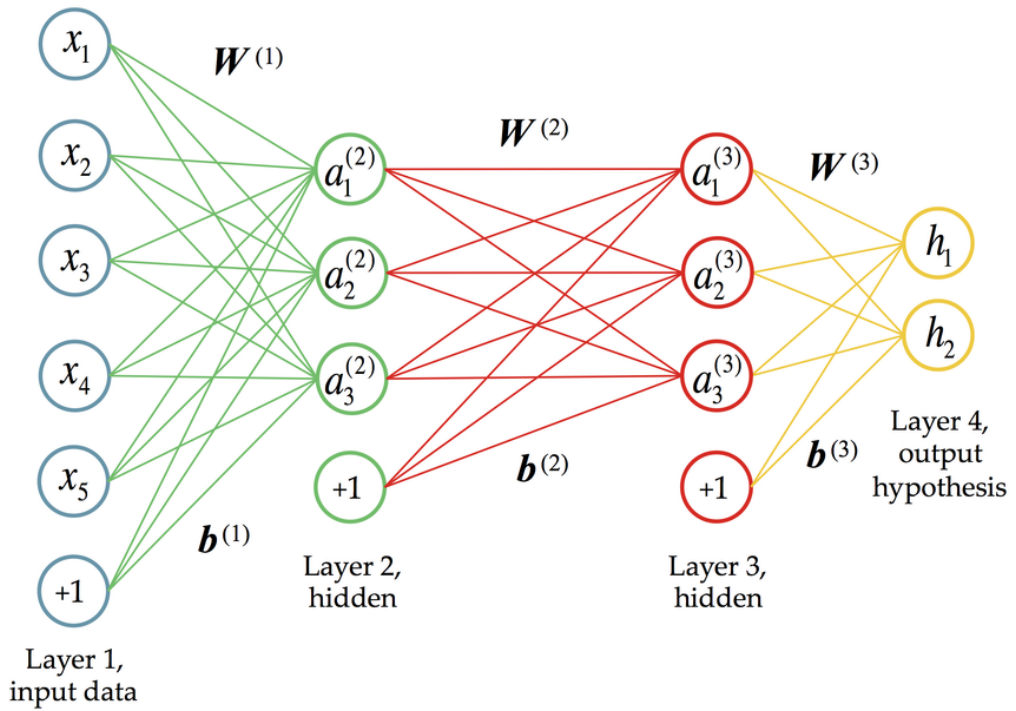 x₁
x₂
x₃
x₄
x₅
+1
Layer 1,
input data
W⁽¹⁾
b⁽¹⁾
a₁⁽²⁾
a₂⁽²⁾
a₃⁽²⁾
+1
Layer 2,
hidden
W⁽²⁾
b⁽²⁾
a₁⁽³⁾
a₂⁽³⁾
a₃⁽³⁾
+1
Layer 3,
hidden
W⁽³⁾
b⁽³⁾
h₁
h₂
Layer 4,
output
hypothesis